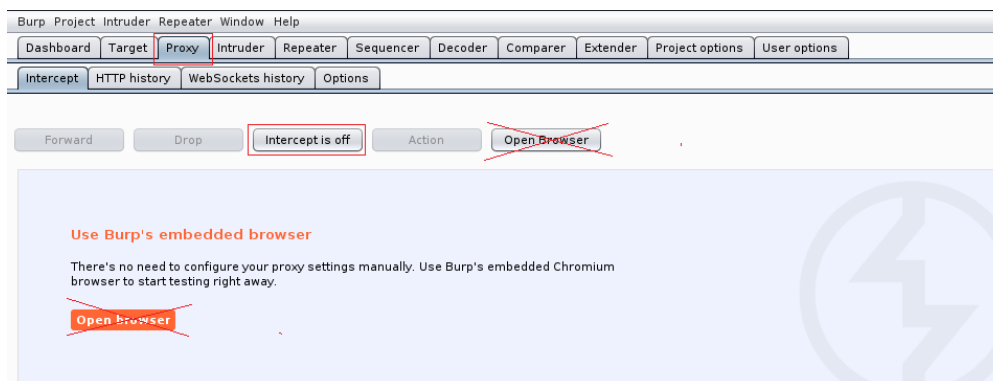 Burp Project Intruder Repeater Window Help
Dashboard Target Proxy Intruder Repeater Sequencer Decoder Comparer Extender Project options User options
Intercept HTTP history WebSockets history Options
Forward Drop Intercept is off Action Open Browser
Use Burp's embedded browser
There's no need to configure your proxy settings manually. Use Burp's embedded Chromium
browser to start testing right away.
Open browser